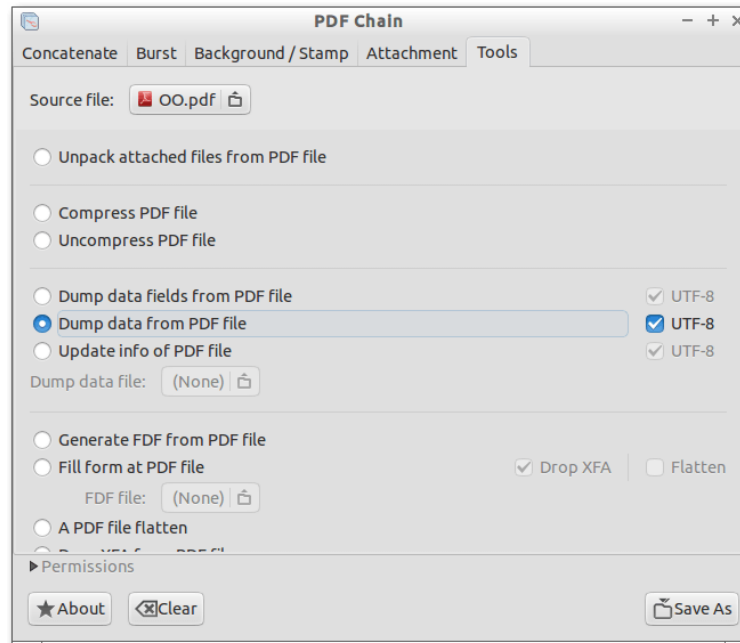 PDF Chain
Concatenate Burst Background / Stamp Attachment Tools
Source file: OO.pdf
Unpack attached files from PDF file
Compress PDF file
Uncompress PDF file
Dump data fields from PDF file UTF-8
Dump data from PDF file UTF-8
Update info of PDF file UTF-8
Dump data file: (None)
Generate FDF from PDF file
Fill form at PDF file Drop XFA Flatten
FDF file: (None)
A PDF file flatten
Permissions
About Clear Save As